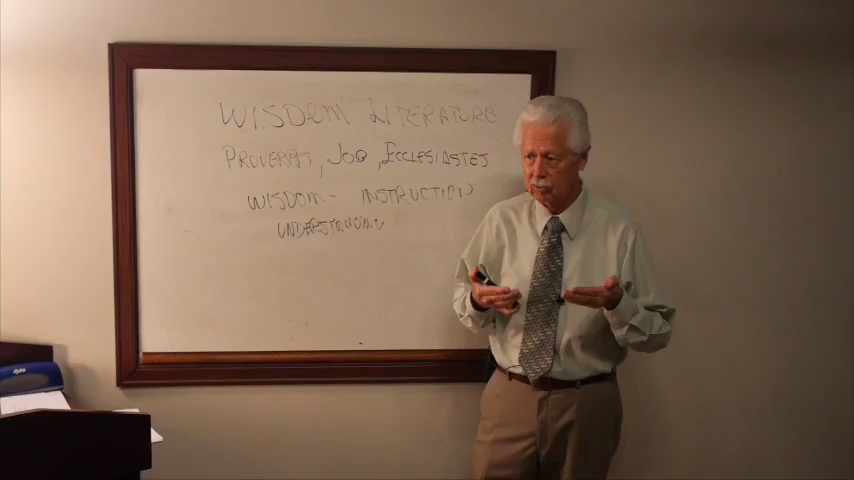 WISDOM LITERATURE
PROVERBS, JOB, ECCLESIASTES
WISDOM - INSTRUCTION
UNDERSTANDING